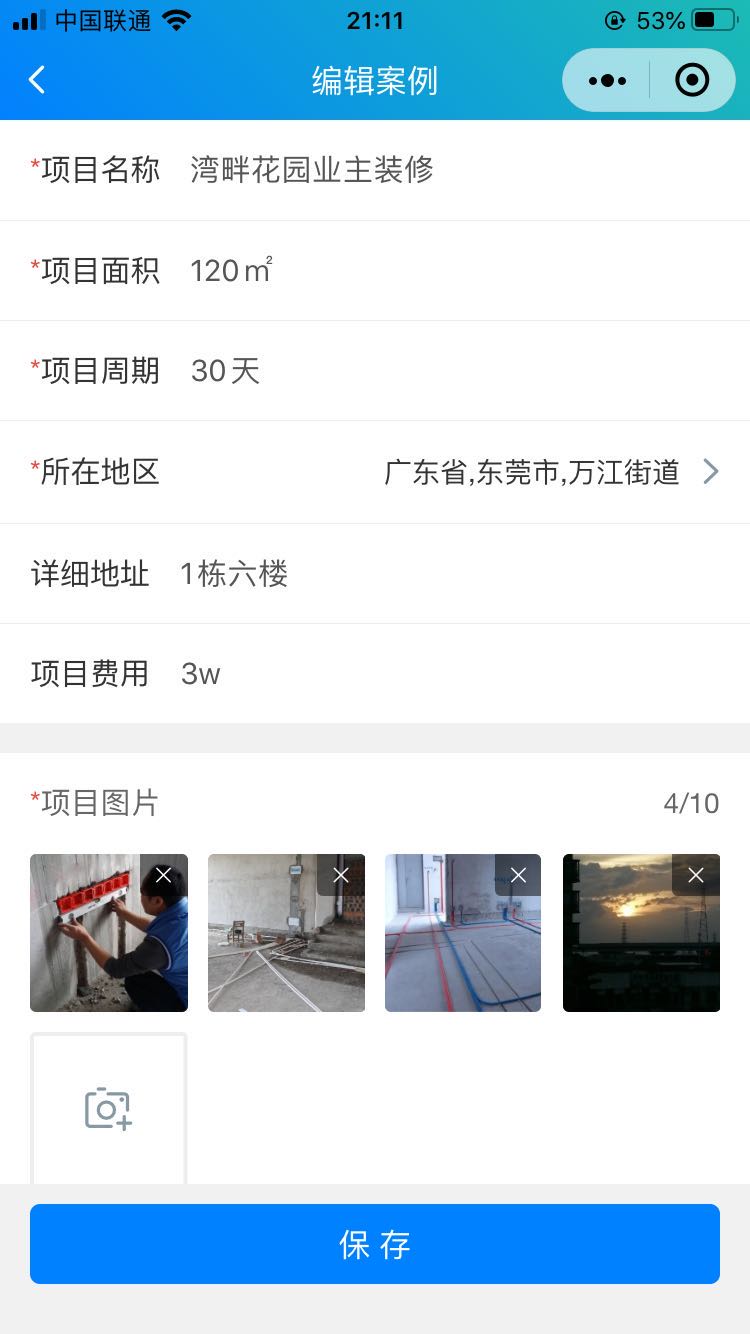 中国联通 21:11 53%
编辑案例
*项目名称 湾畔花园业主装修
*项目面积 120㎡
*项目周期 30天
*所在地区 广东省,东莞市,万江街道
详细地址 1栋六楼
项目费用 3w
*项目图片 4/10
保存